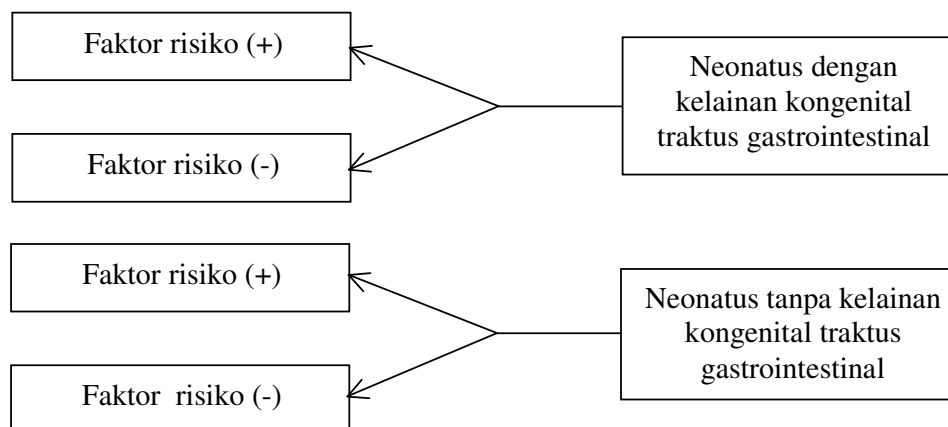 Faktor risiko (+)
Neonatus dengan
kelainan kongenital
traktus gastrointestinal
Faktor risiko (-)
Faktor risiko (+)
Neonatus tanpa kelainan
kongenital traktus
gastrointestinal
Faktor risiko (-)